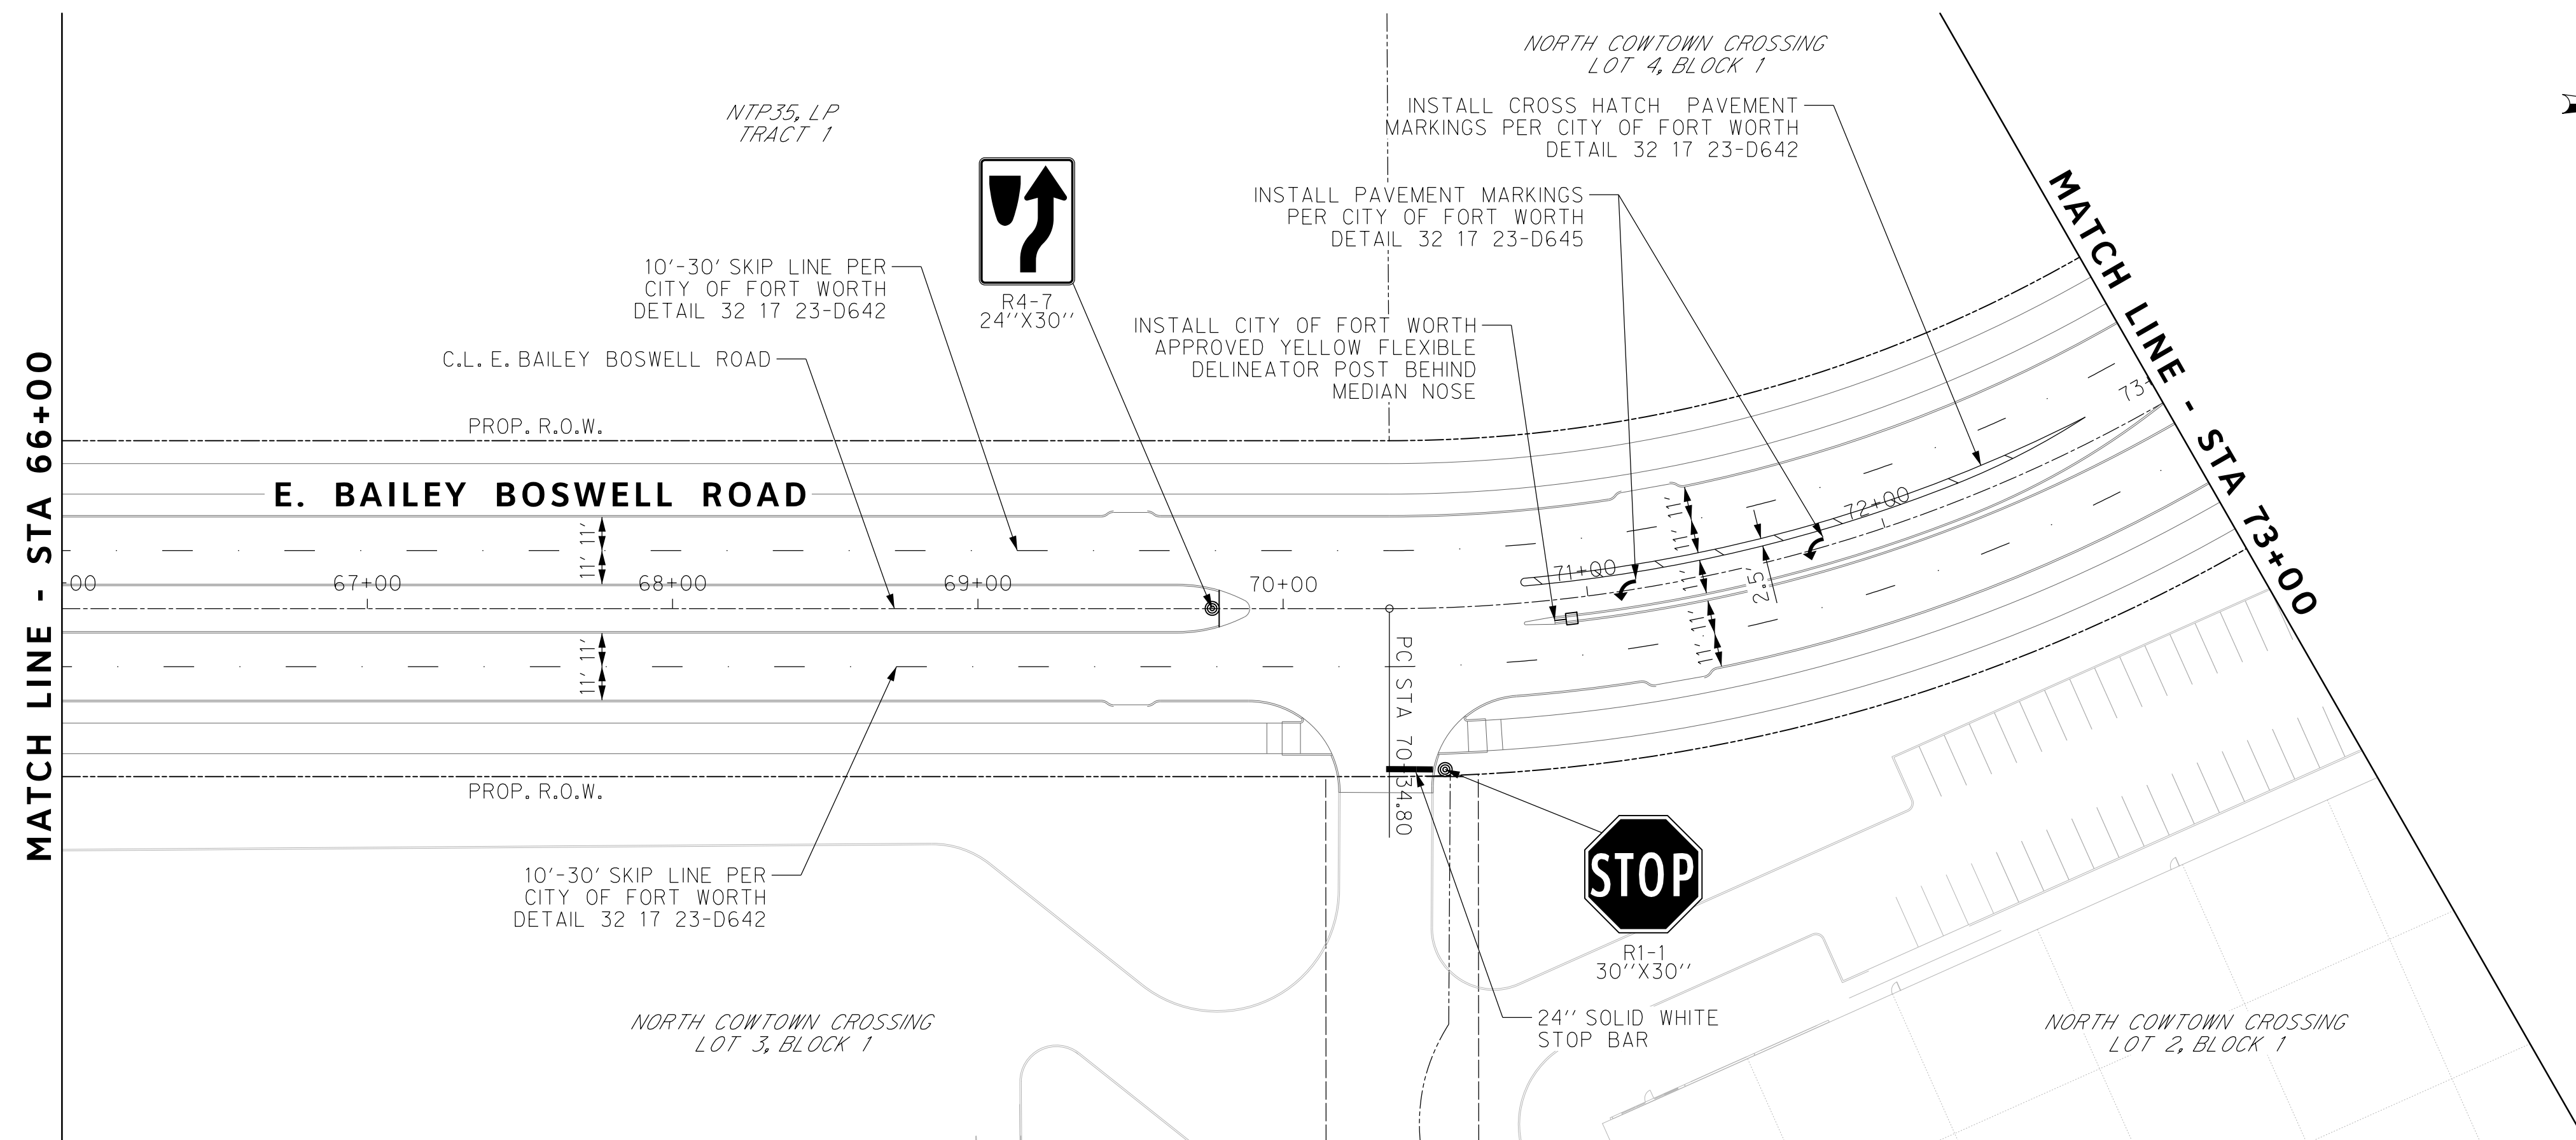 NORTH COWTOWN CROSSING
LOT 4, BLOCK 1
NTP35, LP
TRACT 1
INSTALL CROSS HATCH PAVEMENT
MARKINGS PER CITY OF FORT WORTH
DETAIL 32 17 23-D642
INSTALL PAVEMENT MARKINGS
PER CITY OF FORT WORTH
DETAIL 32 17 23-D645
10'-30' SKIP LINE PER
CITY OF FORT WORTH
DETAIL 32 17 23-D642
R4-7
24''X30''
INSTALL CITY OF FORT WORTH
APPROVED YELLOW FLEXIBLE
DELINEATOR POST BEHIND
MEDIAN NOSE
C.L. E. BAILEY BOSWELL ROAD
MATCH LINE - STA 66+00
MATCH LINE - STA 73+00
PROP. R.O.W.
E. BAILEY BOSWELL ROAD
11'
11'
11'
11'
-00
67+00
68+00
69+00
70+00
71+00
72+00
73+
11'
11'
11'
2.5'
11'
11'
PC STA 70+34.80
PROP. R.O.W.
10'-30' SKIP LINE PER
CITY OF FORT WORTH
DETAIL 32 17 23-D642
STOP
R1-1
30''X30''
24'' SOLID WHITE
STOP BAR
NORTH COWTOWN CROSSING
LOT 3, BLOCK 1
NORTH COWTOWN CROSSING
LOT 2, BLOCK 1